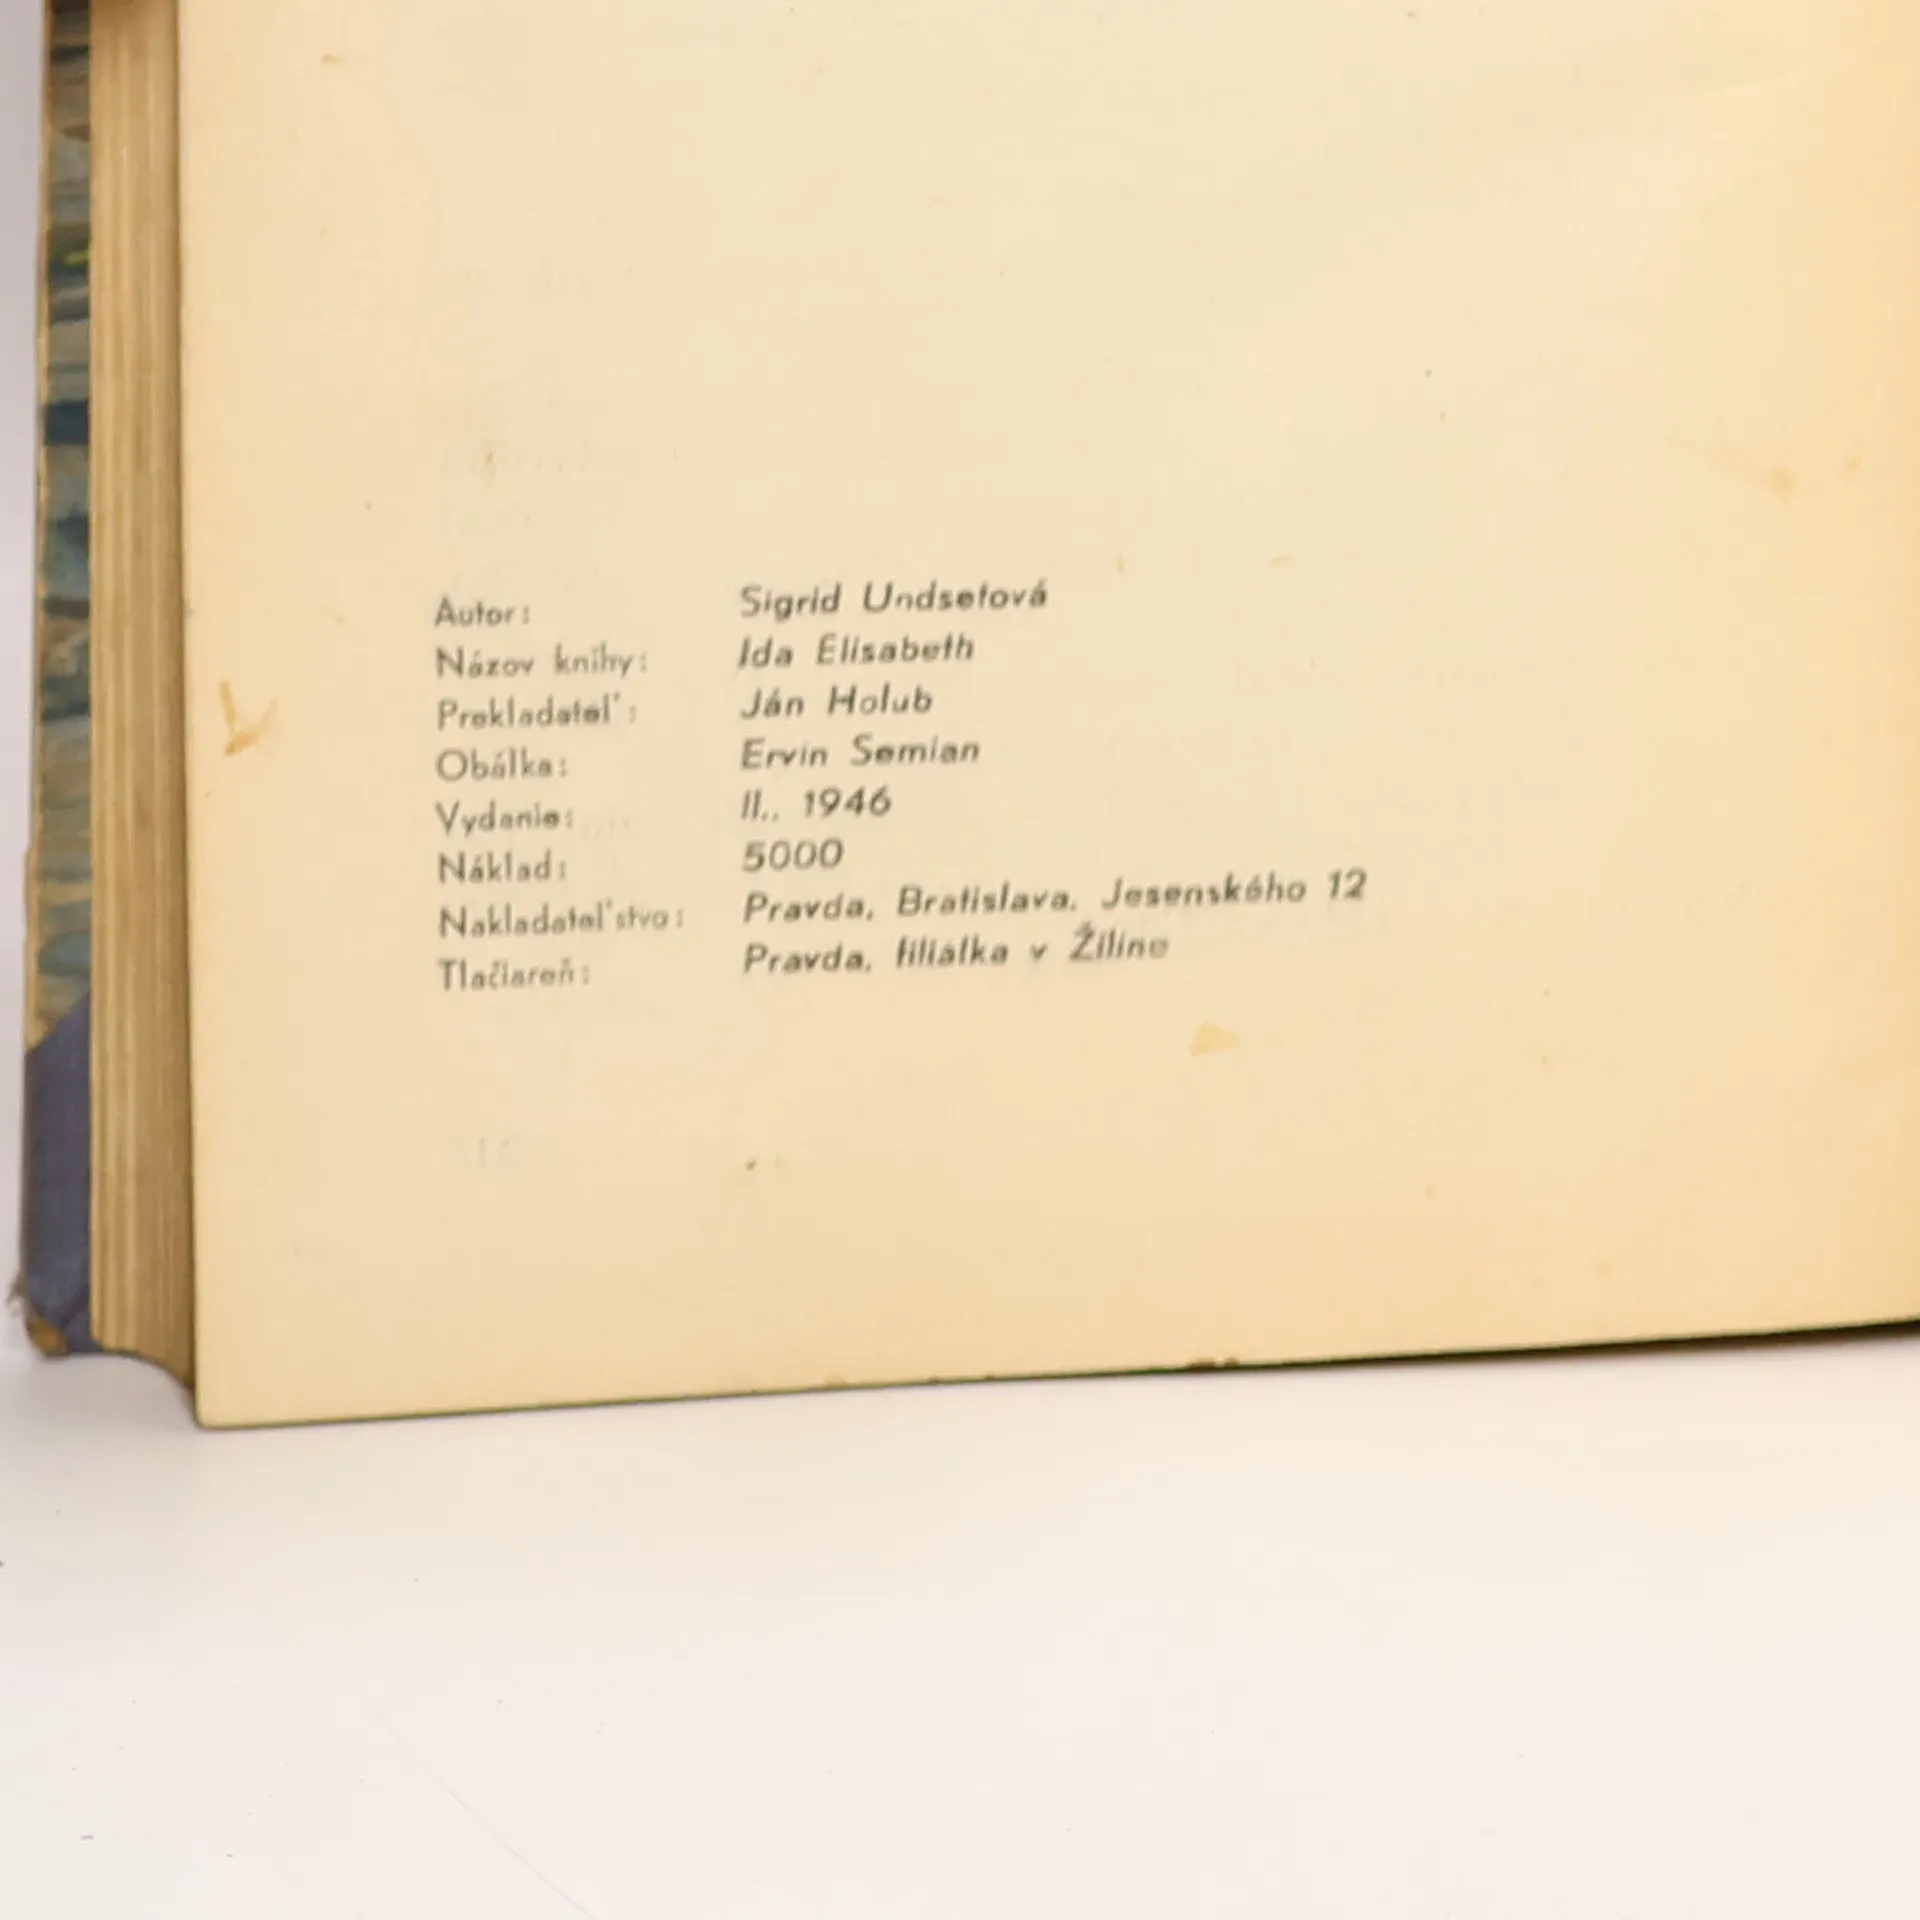 Autor: Sigrid Undsetová
Názov knihy: Ida Elisabeth
Prekladateľ: Ján Holub
Obálka: Ervin Semian
Vydanie: II., 1946
Náklad: 5000
Nakladateľstvo: Pravda, Bratislava, Jesenského 12
Tlačiareň: Pravda, filiálka v Žiline